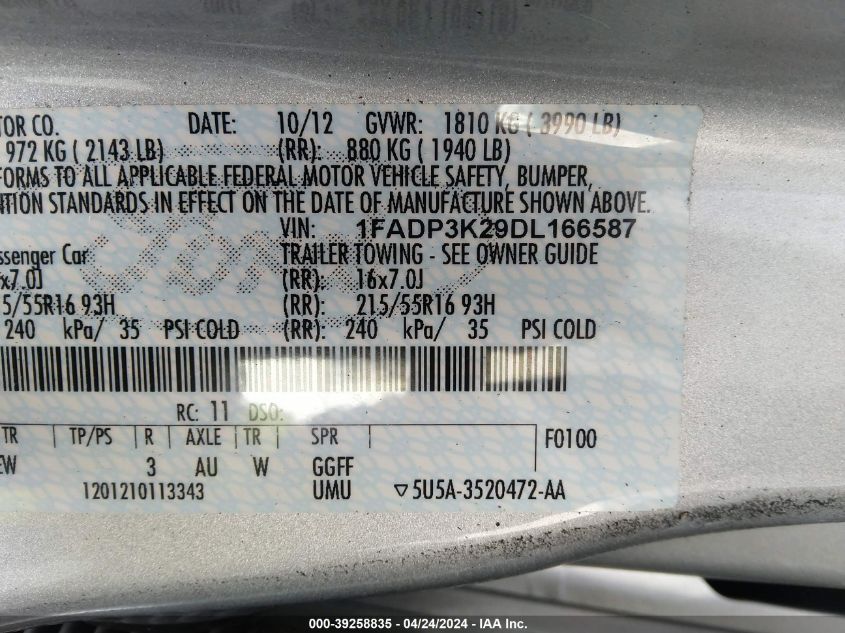 TOR CO. DATE: 10/12 GVWR: 1810 KG ( 3990 LB)
972 KG ( 2143 LB) (RR): 880 KG ( 1940 LB)
FORMS TO ALL APPLICABLE FEDERAL MOTOR VEHICLE SAFETY, BUMPER,
NTION STANDARDS IN EFFECT ON THE DATE OF MANUFACTURE SHOWN ABOVE.
VIN: 1FADP3K29DL166587
ssenger Car TRAILER TOWING - SEE OWNER GUIDE
x7.0J (RR): 16x7.0J
5/55R16 93H (RR): 215/55R16 93H
240 kPa/ 35 PSI COLD (RR): 240 kPa/ 35 PSI COLD
RC: 11 DSO:
TR TP/PS R AXLE TR SPR F0100
EW 3 AU W GGFF
1201210113343 UMU ▽5U5A-3520472-AA
000-39258835 - 04/24/2024 - IAA Inc.